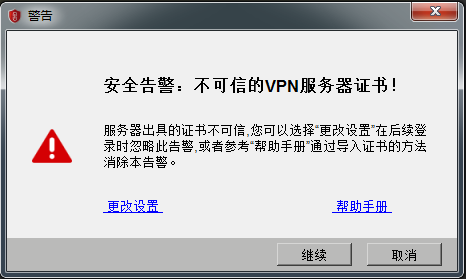 警告
安全告警：不可信的VPN服务器证书！
服务器出具的证书不可信,您可以选择“更改设置”在后续登
录时忽略此告警,或者参考“帮助手册”通过导入证书的方法
消除本告警。
更改设置 帮助手册
继续 取消